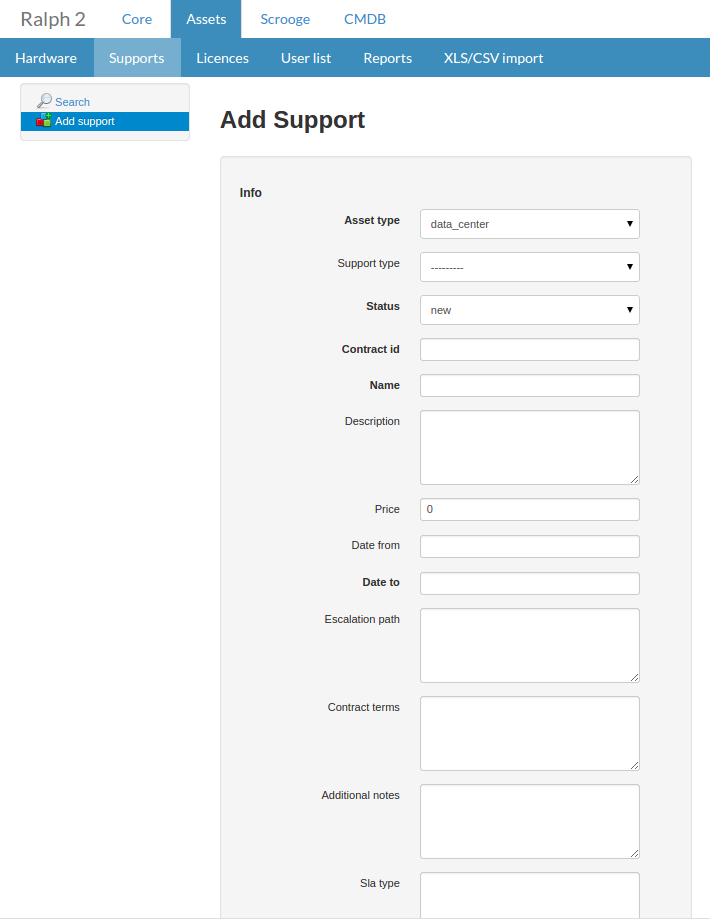 Ralph 2 Core Assets Scrooge CMDB
Hardware Supports Licences User list Reports XLS/CSV import
Search
Add support
Add Support
Info
Asset type data_center
Support type ---------
Status new
Contract id
Name
Description
Price 0
Date from
Date to
Escalation path
Contract terms
Additional notes
Sla type